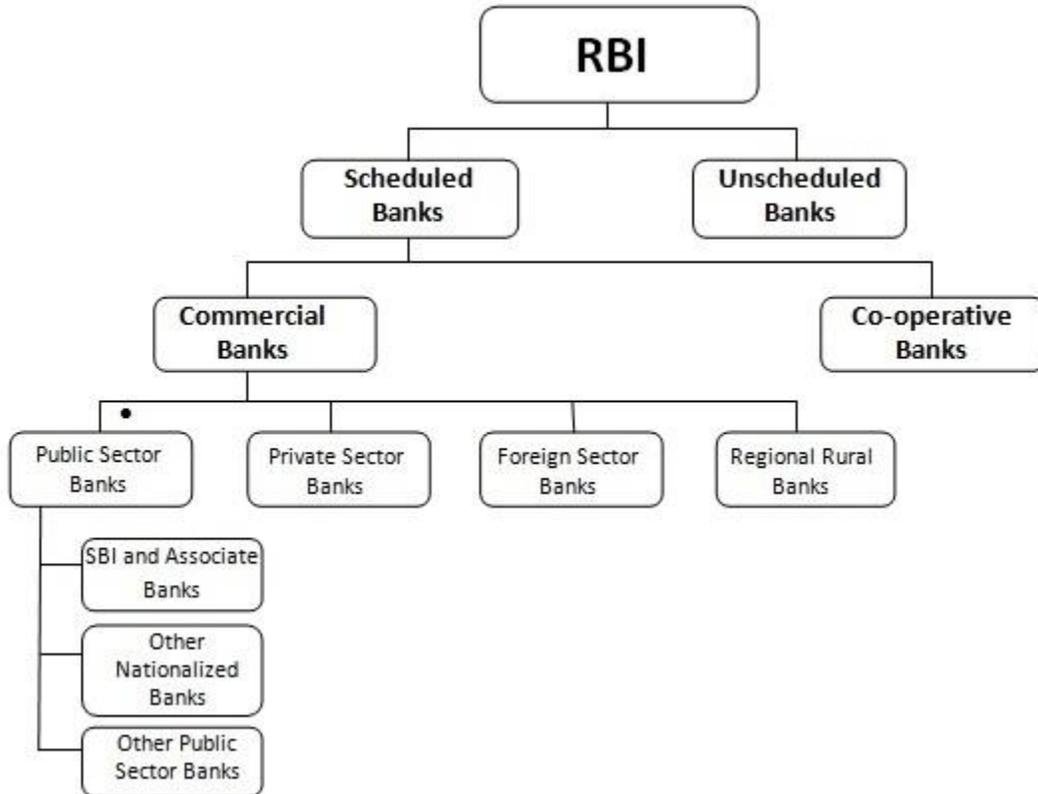 RBI
Scheduled
Banks
Unscheduled
Banks
Commercial
Banks
Co-operative
Banks
Public Sector
Banks
Private Sector
Banks
Foreign Sector
Banks
Regional Rural
Banks
SBI and Associate
Banks
Other
Nationalized
Banks
Other Public
Sector Banks